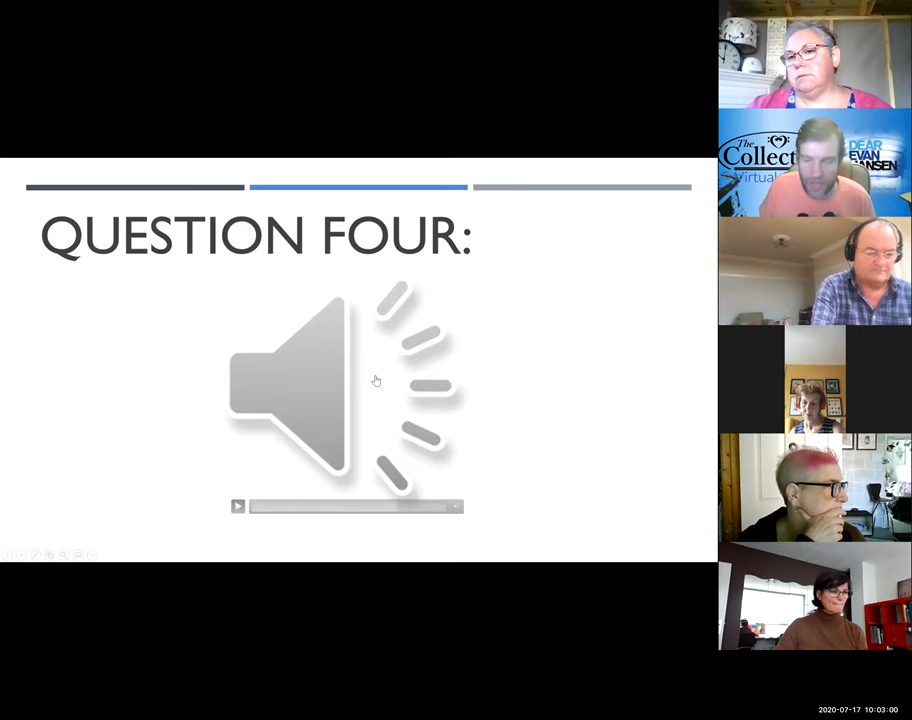 QUESTION FOUR:
The
Collect
Virtual
DEAR
EVAN
HANSEN
2020-07-17 10:03:00